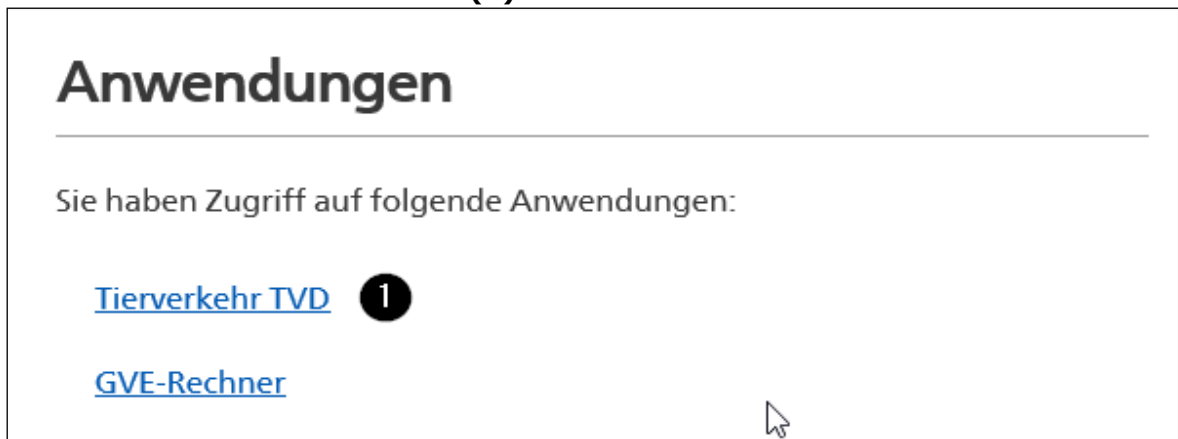 Anwendungen
Sie haben Zugriff auf folgende Anwendungen:
Tierverkehr TVD 1
GVE-Rechner